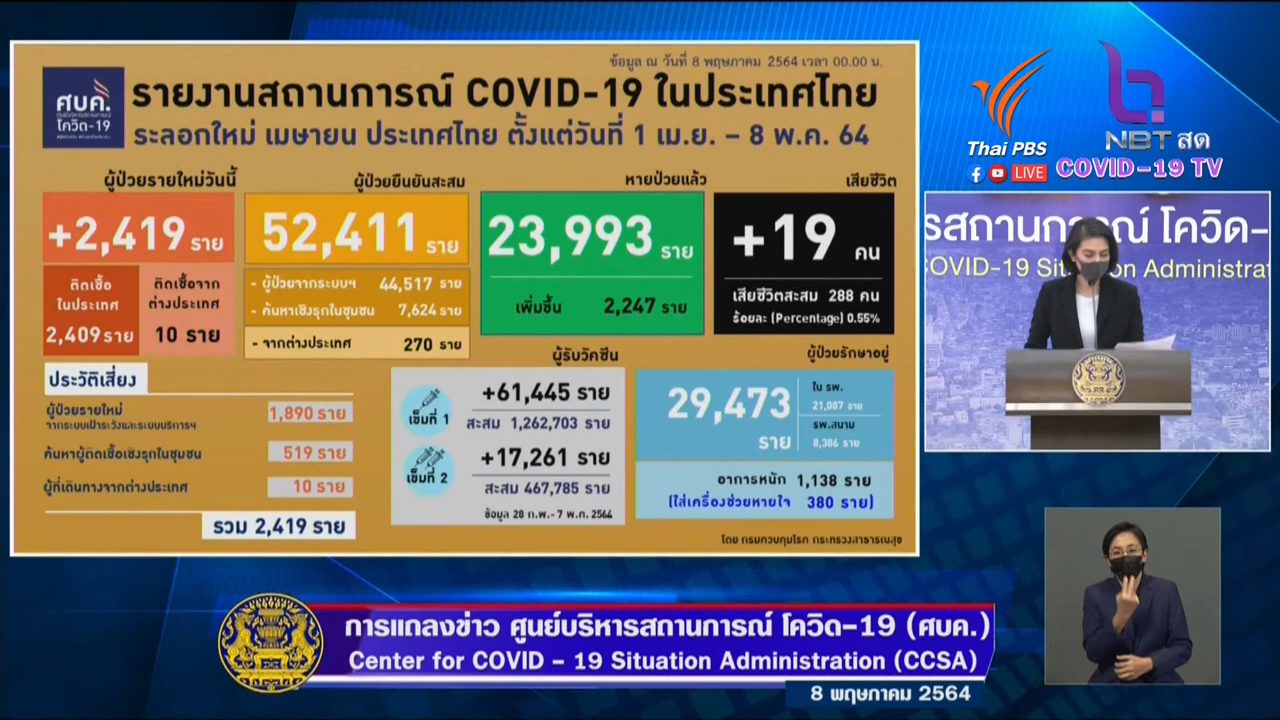 ข้อมูล ณ วันที่ 8 พฤษภาคม 2564 เวลา 00.00 น.
ศบค.
โควิด-19
รายงานสถานการณ์ COVID-19 ในประเทศไทย
ระลอกใหม่ เมษายน ประเทศไทย ตั้งแต่วันที่ 1 เม.ย. – 8 พ.ค. 64
ผู้ป่วยรายใหม่วันนี้
+2,419 ราย
ติดเชื้อ
ในประเทศ
2,409 ราย
ติดเชื้อจาก
ต่างประเทศ
10 ราย
ผู้ป่วยยืนยันสะสม
52,411 ราย
- ผู้ป่วยจากระบบฯ 44,517 ราย
- ค้นหาเชิงรุกในชุมชน 7,624 ราย
- จากต่างประเทศ 270 ราย
หายป่วยแล้ว
23,993 ราย
เพิ่มขึ้น 2,247 ราย
เสียชีวิต
+19 คน
เสียชีวิตสะสม 288 คน
ร้อยละ (Percentage) 0.55%
ประวัติเสี่ยง
ผู้ป่วยรายใหม่ 1,890 ราย
จากระบบเฝ้าระวังและระบบบริการฯ
ค้นหาผู้ติดเชื้อเชิงรุกในชุมชน 519 ราย
ผู้ที่เดินทางจากต่างประเทศ 10 ราย
รวม 2,419 ราย
ผู้รับวัคซีน
เข็มที่ 1
+61,445 ราย
สะสม 1,262,703 ราย
เข็มที่ 2
+17,261 ราย
สะสม 467,785 ราย
ข้อมูล 28 ก.พ.- 7 พ.ค. 2564
ผู้ป่วยรักษาอยู่
29,473
ราย
ใน รพ.
21,087 ราย
รพ.สนาม
8,386 ราย
อาการหนัก 1,138 ราย
(ใส่เครื่องช่วยหายใจ 380 ราย)
โดย กรมควบคุมโรค กระทรวงสาธารณสุข
Thai PBS
LIVE
NBT สด
COVID-19 TV
รสถานการณ์ โควิด-
COVID-19 Situation Administrat
การแถลงข่าว ศูนย์บริหารสถานการณ์ โควิด-19 (ศบค.)
Center for COVID – 19 Situation Administration (CCSA)
8 พฤษภาคม 2564